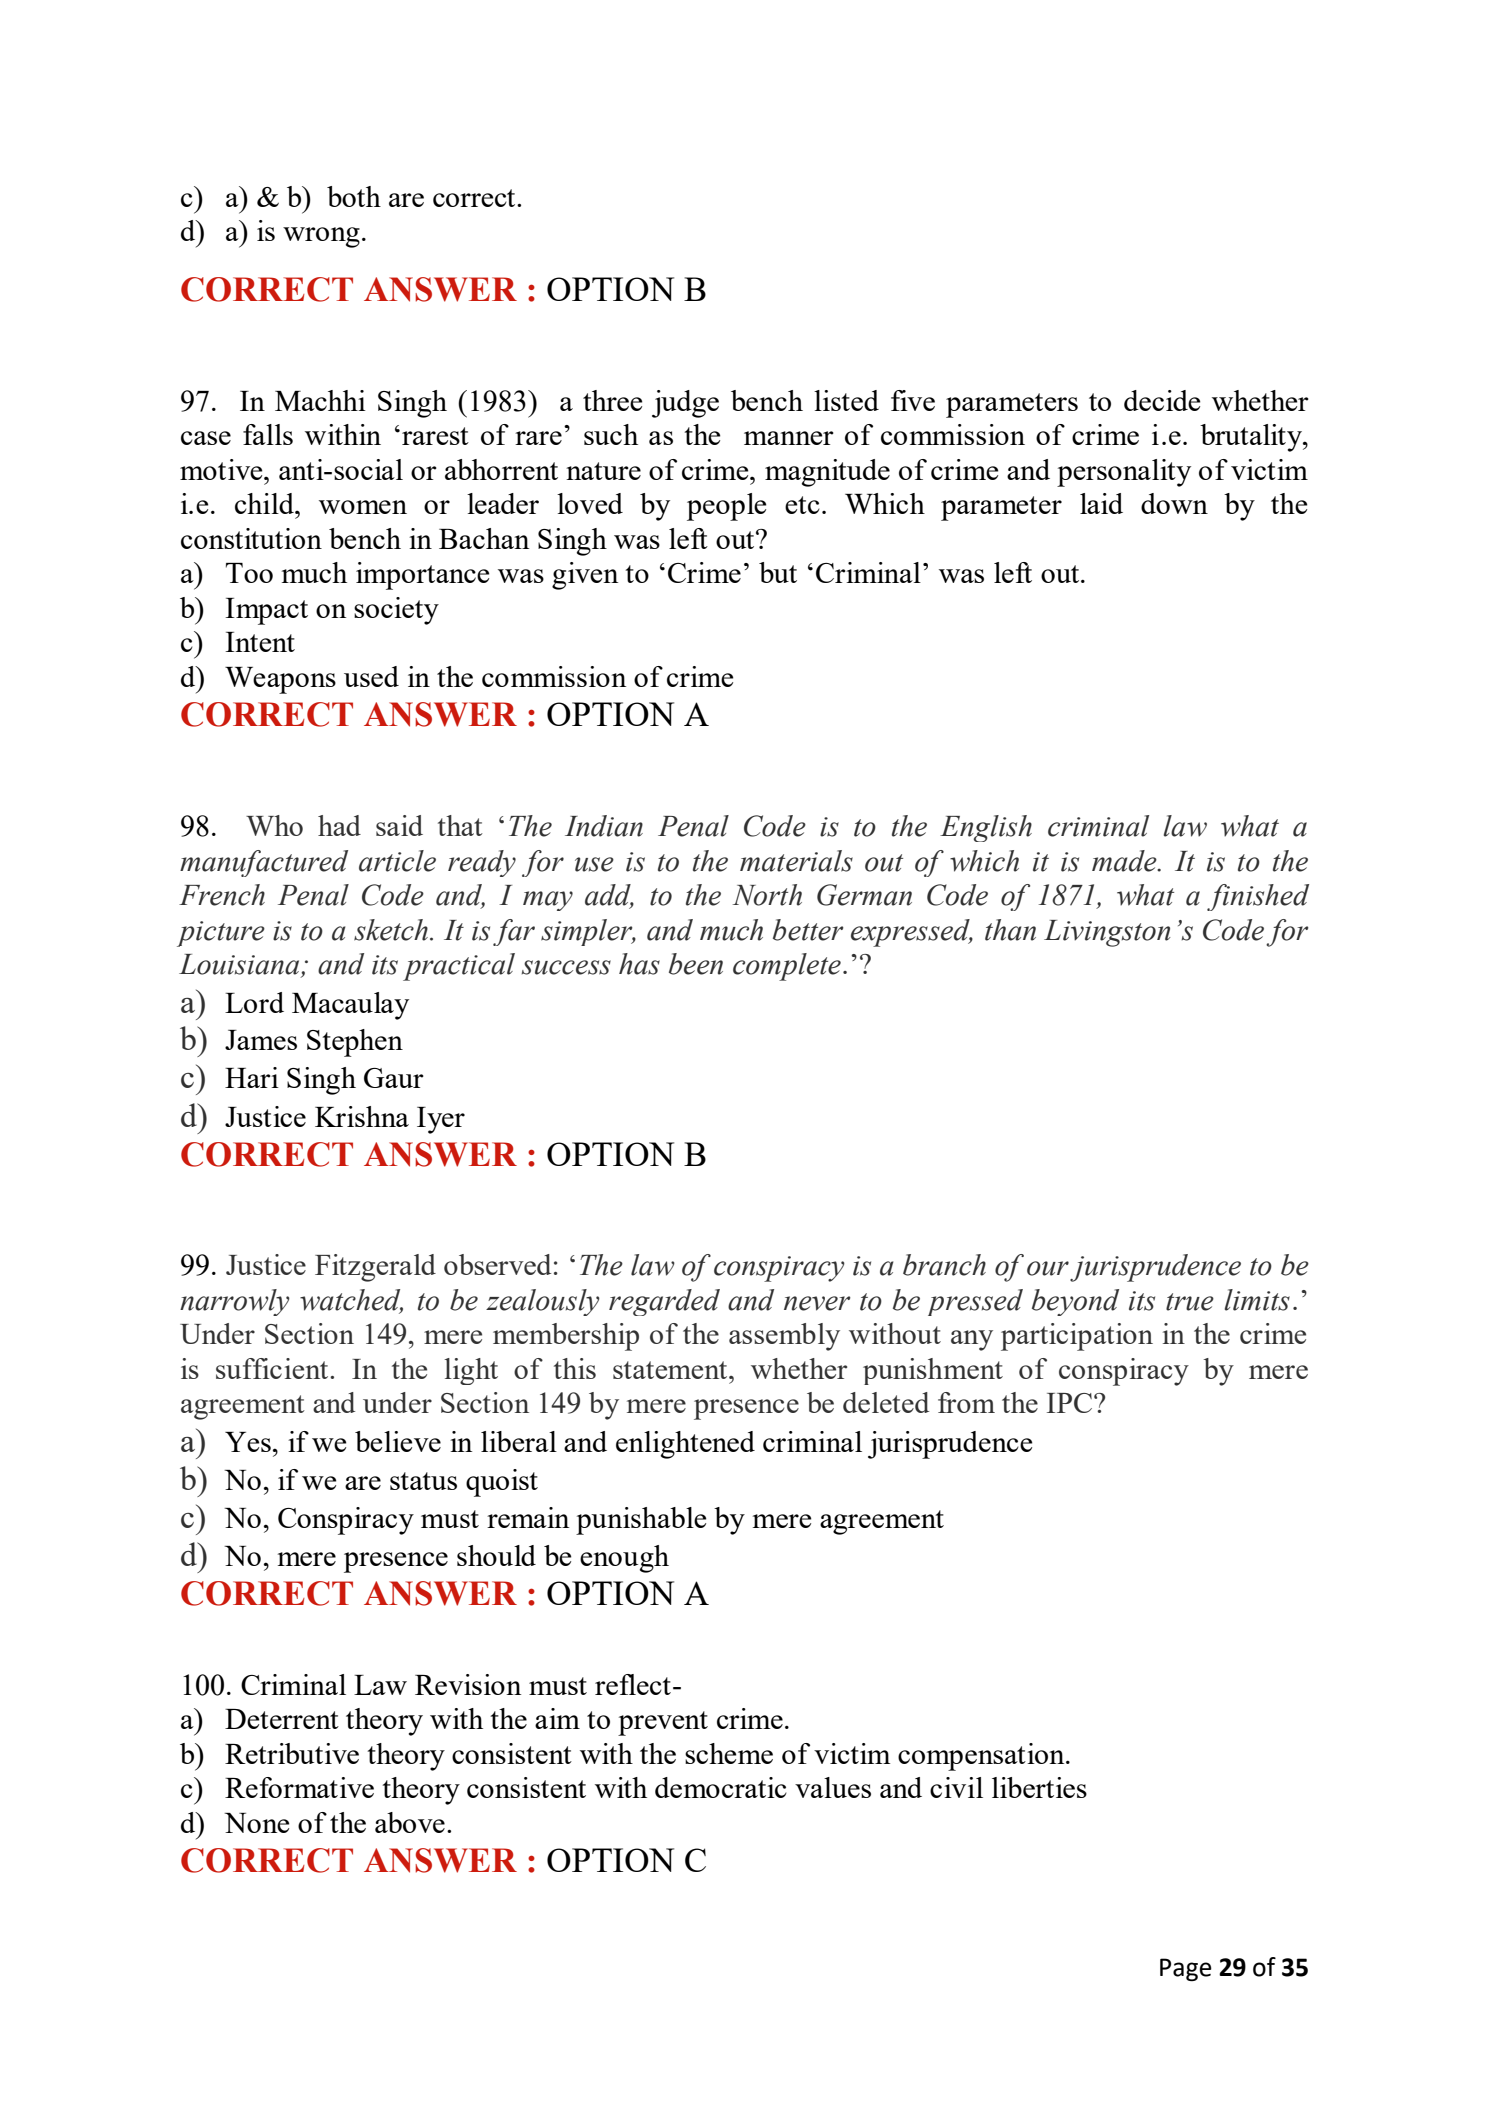 c) a) & b) both are correct.
d) a) is wrong.
CORRECT ANSWER : OPTION B
97. In Machhi Singh (1983) a three judge bench listed five parameters to decide whether
case falls within ‘rarest of rare’ such as the manner of commission of crime i.e. brutality,
motive, anti-social or abhorrent nature of crime, magnitude of crime and personality of victim
i.e. child, women or leader loved by people etc. Which parameter laid down by the
constitution bench in Bachan Singh was left out?
a) Too much importance was given to ‘Crime’ but ‘Criminal’ was left out.
b) Impact on society
c) Intent
d) Weapons used in the commission of crime
CORRECT ANSWER : OPTION A
98. Who had said that ‘The Indian Penal Code is to the English criminal law what a
manufactured article ready for use is to the materials out of which it is made. It is to the
French Penal Code and, I may add, to the North German Code of 1871, what a finished
picture is to a sketch. It is far simpler, and much better expressed, than Livingston’s Code for
Louisiana; and its practical success has been complete.’?
a) Lord Macaulay
b) James Stephen
c) Hari Singh Gaur
d) Justice Krishna Iyer
CORRECT ANSWER : OPTION B
99. Justice Fitzgerald observed: ‘The law of conspiracy is a branch of our jurisprudence to be
narrowly watched, to be zealously regarded and never to be pressed beyond its true limits.’
Under Section 149, mere membership of the assembly without any participation in the crime
is sufficient. In the light of this statement, whether punishment of conspiracy by mere
agreement and under Section 149 by mere presence be deleted from the IPC?
a) Yes, if we believe in liberal and enlightened criminal jurisprudence
b) No, if we are status quoist
c) No, Conspiracy must remain punishable by mere agreement
d) No, mere presence should be enough
CORRECT ANSWER : OPTION A
100. Criminal Law Revision must reflect-
a) Deterrent theory with the aim to prevent crime.
b) Retributive theory consistent with the scheme of victim compensation.
c) Reformative theory consistent with democratic values and civil liberties
d) None of the above.
CORRECT ANSWER : OPTION C
Page 29 of 35